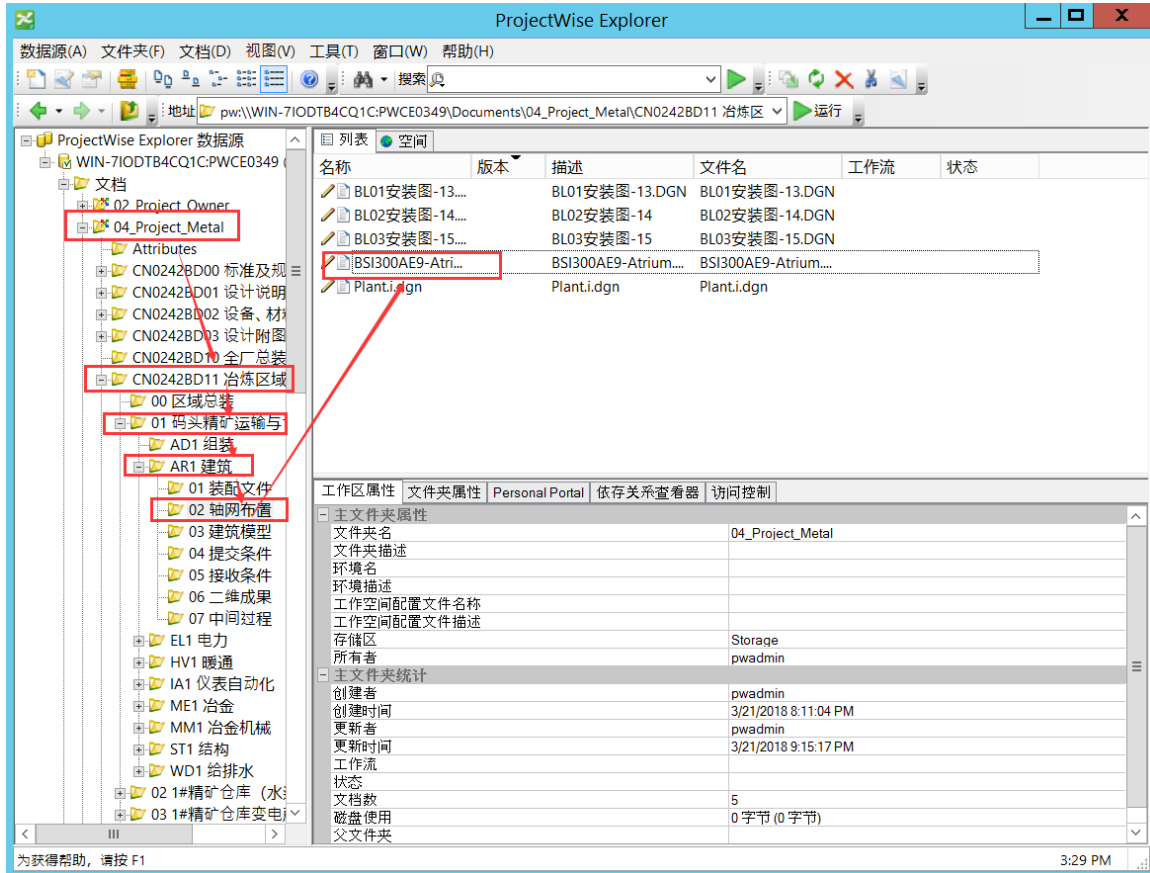 ProjectWise Explorer
数据源(A) 文件夹(F) 文档(D) 视图(V) 工具(T) 窗口(W) 帮助(H)
搜索
地址 pw:\\WIN-7IODTB4CQ1C:PWCE0349\Documents\04_Project_Metal\CN0242BD11 冶炼区 运行
ProjectWise Explorer 数据源
WIN-7IODTB4CQ1C:PWCE0349 (
文档
02_Project_Owner
04_Project_Metal
Attributes
CN0242BD00 标准及规
CN0242BD01 设计说明
CN0242BD02 设备、材
CN0242BD03 设计附图
CN0242BD10 全厂总装
CN0242BD11 冶炼区域
00 区域总装
01 码头精矿运输与
AD1 组装
AR1 建筑
01 装配文件
02 轴网布置
03 建筑模型
04 提交条件
05 接收条件
06 二维成果
07 中间过程
EL1 电力
HV1 暖通
IA1 仪表自动化
ME1 冶金
MM1 冶金机械
ST1 结构
WD1 给排水
02 1#精矿仓库（水
03 1#精矿仓库变电
列表 空间
名称 版本 描述 文件名 工作流 状态
BL01安装图-13.... BL01安装图-13.DGN BL01安装图-13.DGN
BL02安装图-14.... BL02安装图-14 BL02安装图-14.DGN
BL03安装图-15.... BL03安装图-15 BL03安装图-15.DGN
BSI300AE9-Atri... BSI300AE9-Atrium.... BSI300AE9-Atrium....
Plant.i.dgn Plant.i.dgn Plant.i.dgn
工作区属性 文件夹属性 Personal Portal 依存关系查看器 访问控制
主文件夹属性
文件夹名 04_Project_Metal
文件夹描述
环境名
环境描述
工作空间配置文件名称
工作空间配置文件描述
存储区 Storage
所有者 pwadmin
主文件夹统计
创建者 pwadmin
创建时间 3/21/2018 8:11:04 PM
更新者 pwadmin
更新时间 3/21/2018 9:15:17 PM
工作流
状态
文档数 5
磁盘使用 0 字节 (0 字节)
父文件夹
为获得帮助，请按 F1 3:29 PM